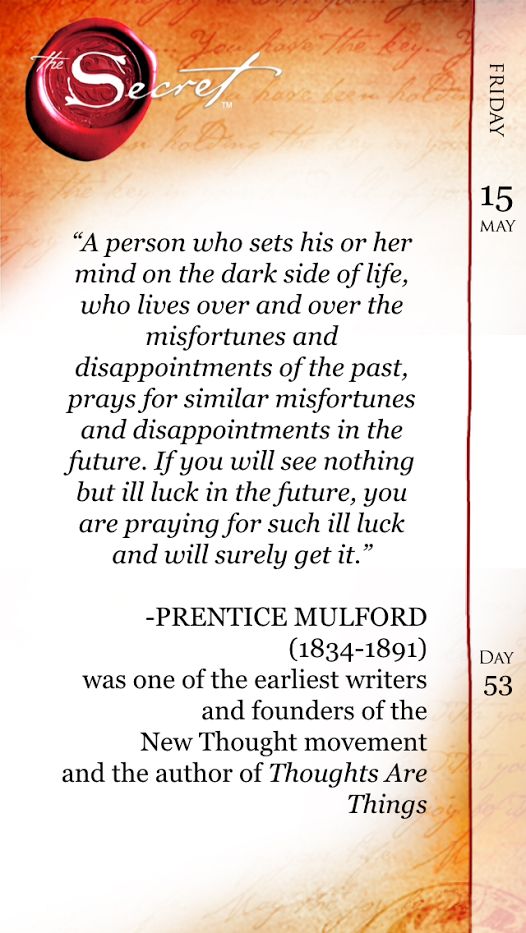 the Secret™
FRIDAY
15
MAY
“A person who sets his or her
mind on the dark side of life,
who lives over and over the
misfortunes and
disappointments of the past,
prays for similar misfortunes
and disappointments in the
future. If you will see nothing
but ill luck in the future, you
are praying for such ill luck
and will surely get it.”
-PRENTICE MULFORD
(1834-1891)
was one of the earliest writers
and founders of the
New Thought movement
and the author of Thoughts Are
Things
DAY
53